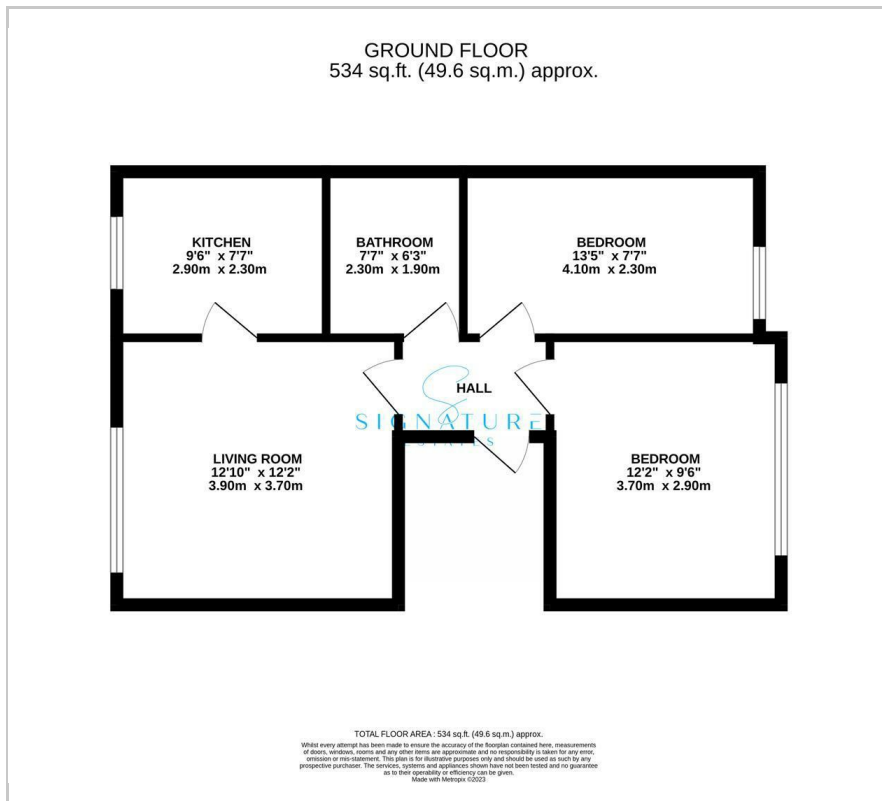 GROUND FLOOR
534 sq.ft. (49.6 sq.m.) approx.
KITCHEN
9'6" x 7'7"
2.90m x 2.30m
BATHROOM
7'7" x 6'3"
2.30m x 1.90m
BEDROOM
13'5" x 7'7"
4.10m x 2.30m
HALL
SIGNATURE
ESTATES
LIVING ROOM
12'10" x 12'2"
3.90m x 3.70m
BEDROOM
12'2" x 9'6"
3.70m x 2.90m
TOTAL FLOOR AREA : 534 sq.ft. (49.6 sq.m.) approx.
Whilst every attempt has been made to ensure the accuracy of the floorplan contained here, measurements
of doors, windows, rooms and any other items are approximate and no responsibility is taken for any error,
omission or mis-statement. This plan is for illustrative purposes only and should be used as such by any
prospective purchaser. The services, systems and appliances shown have not been tested and no guarantee
as to their operability or efficiency can be given.
Made with Metropix ©2023